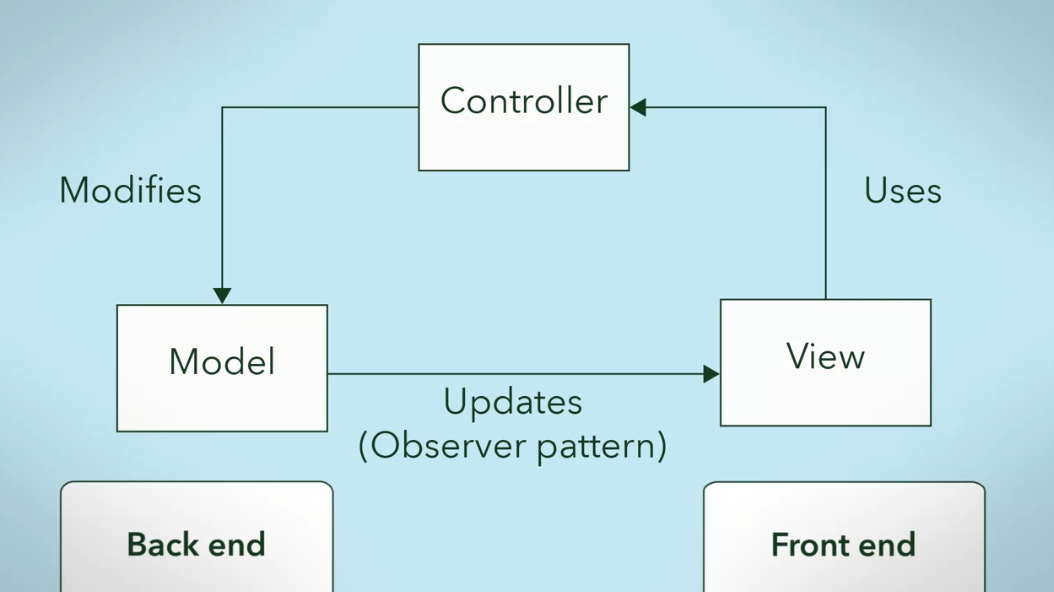 Controller
Modifies
Uses
Model
View
Updates
(Observer pattern)
Back end
Front end